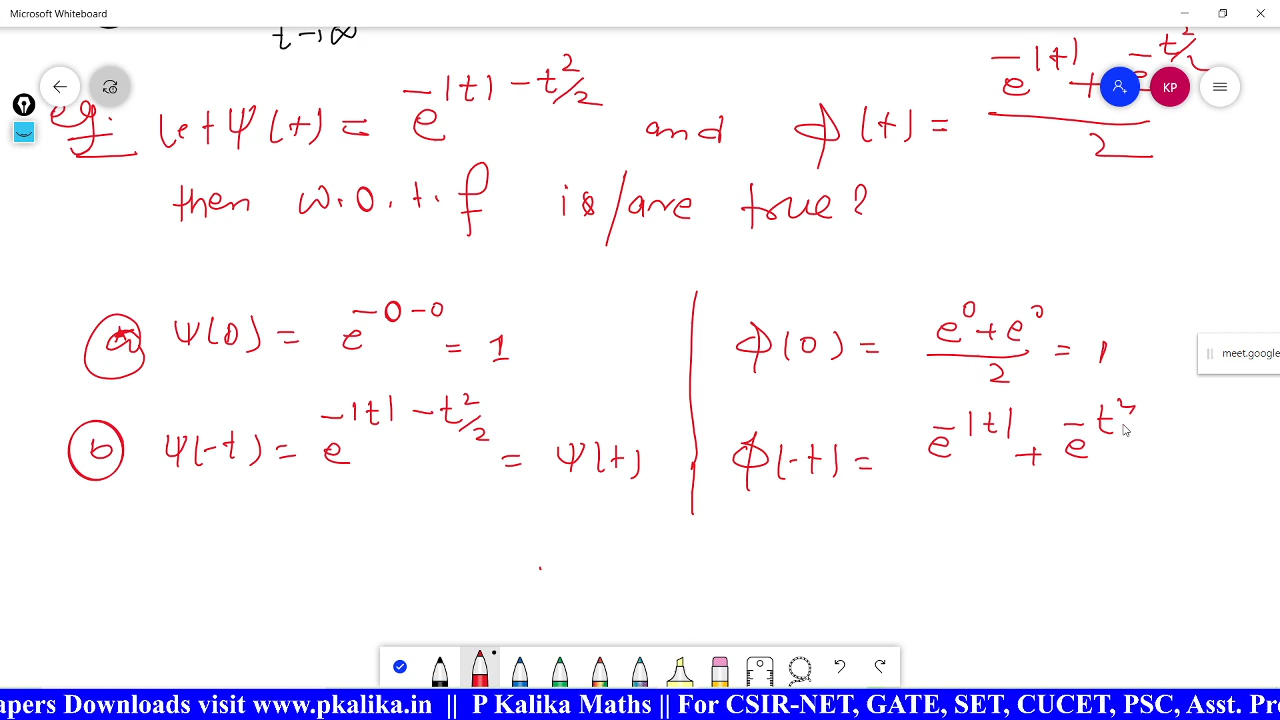 Microsoft Whiteboard
t→∞
eg. let Ψ(t) = e^{-|t| - t²/2} and ϕ(t) = (e^{-|t|} + e^{-t²/2})/2
KP
then w.o.t.f is/are true?
(a) Ψ(0) = e^{-0-0} = 1
ϕ(0) = (e^0 + e^0)/2 = 1
meet.google
(b) Ψ(-t) = e^{-|t| - t²/2} = Ψ(t)
ϕ(-t) = e^{-|t|} + e^{-t²}
apers Downloads visit www.pkalika.in || P Kalika Maths || For CSIR-NET, GATE, SET, CUCET, PSC, Asst. Pro